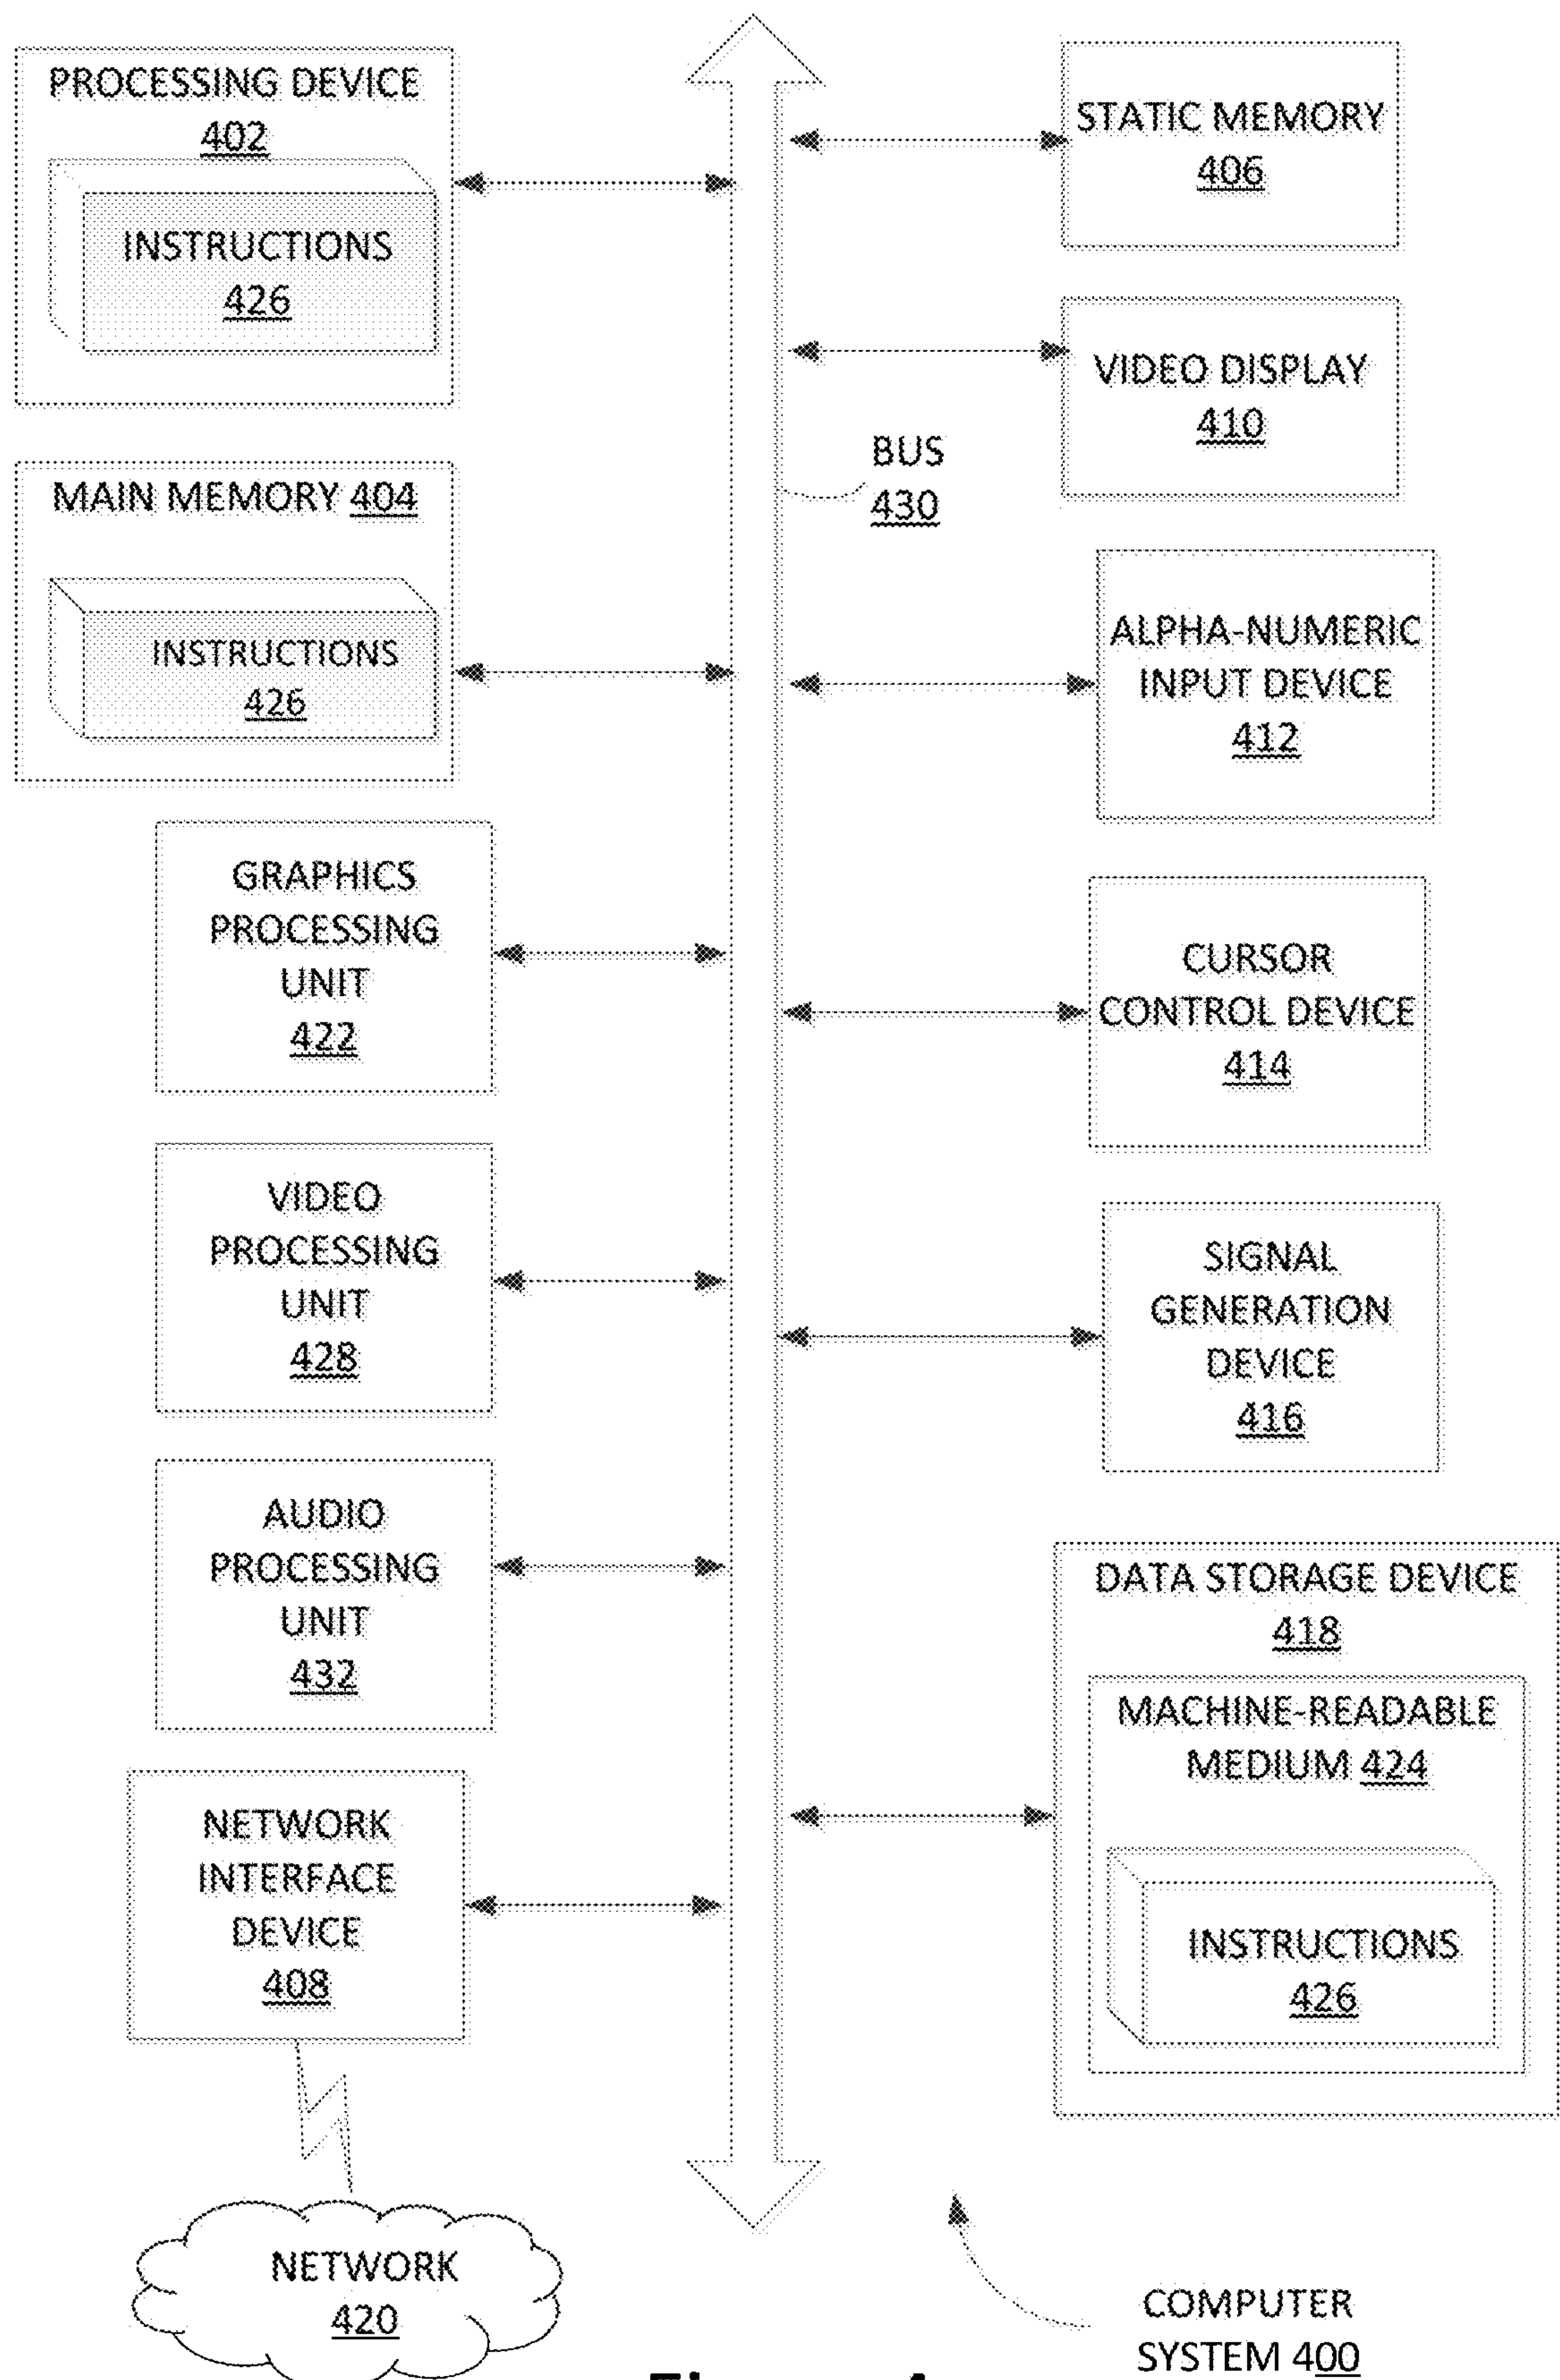 PROCESSING DEVICE
402
INSTRUCTIONS
426
MAIN MEMORY 404
INSTRUCTIONS
426
GRAPHICS
PROCESSING
UNIT
422
VIDEO
PROCESSING
UNIT
428
AUDIO
PROCESSING
UNIT
432
NETWORK
INTERFACE
DEVICE
408
NETWORK
420
BUS
430
STATIC MEMORY
406
VIDEO DISPLAY
410
ALPHA-NUMERIC
INPUT DEVICE
412
CURSOR
CONTROL DEVICE
414
SIGNAL
GENERATION
DEVICE
416
DATA STORAGE DEVICE
418
MACHINE-READABLE
MEDIUM 424
INSTRUCTIONS
426
COMPUTER
SYSTEM 400